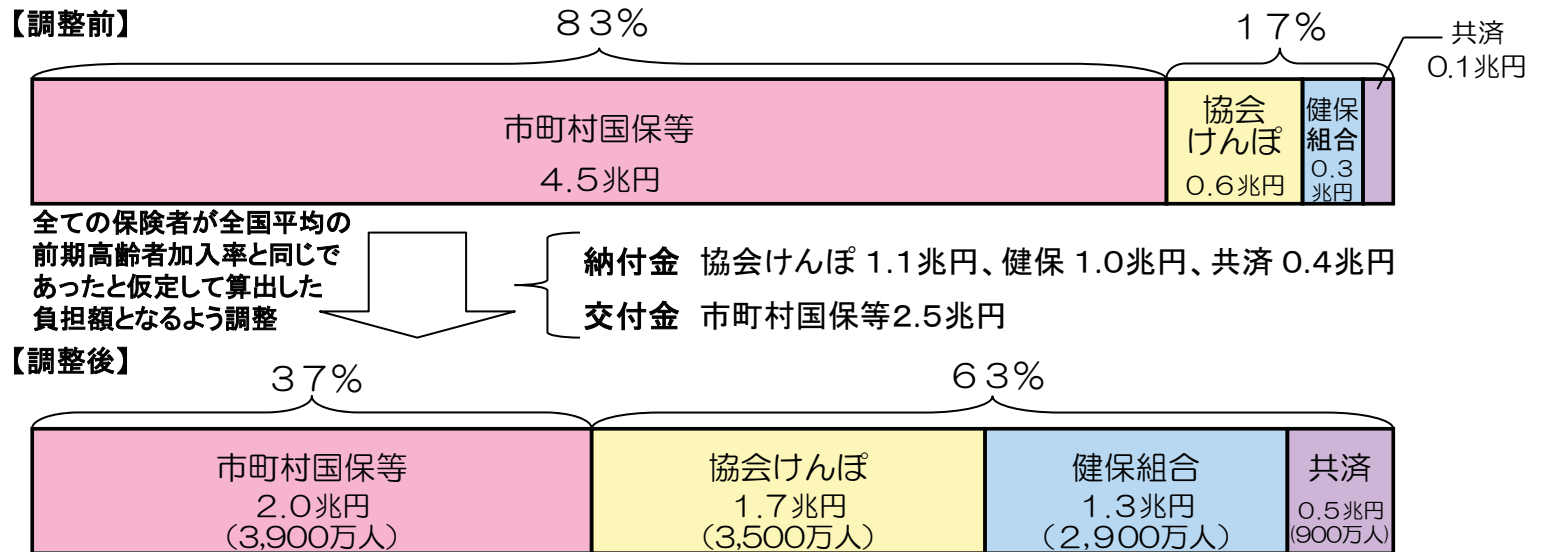 【調整前】
８３%
１７%
共済
0.1兆円
市町村国保等
4.5兆円
協会
けんぽ
0.6兆円
健保
組合
0.3
兆円
全ての保険者が全国平均の
前期高齢者加入率と同じで
あったと仮定して算出した
負担額となるよう調整
納付金 協会けんぽ 1.1兆円、健保 1.0兆円、共済 0.4兆円
交付金 市町村国保等2.5兆円
【調整後】
３７%
６３%
市町村国保等
2.0兆円
（3,900万人）
協会けんぽ
1.7兆円
（3,500万人）
健保組合
1.3兆円
（2,900万人）
共済
0.5兆円
(900万人)